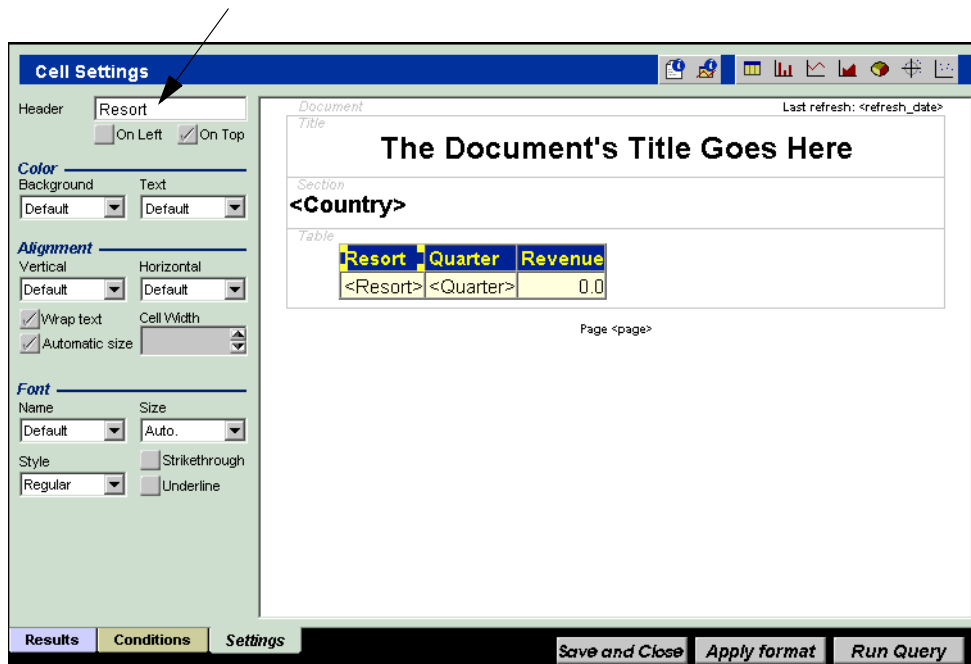 Cell Settings
Header
Resort
On Left
On Top
Color
Background
Text
Default
Default
Alignment
Vertical
Horizontal
Default
Default
Wrap text
Cell Width
Automatic size
Font
Name
Size
Default
Auto.
Style
Strikethrough
Regular
Underline
Document
Last refresh: <refresh_date>
Title
The Document's Title Goes Here
Section
<Country>
Table
Resort Quarter Revenue
<Resort> <Quarter> 0.0
Page <page>
Results
Conditions
Settings
Save and Close
Apply format
Run Query